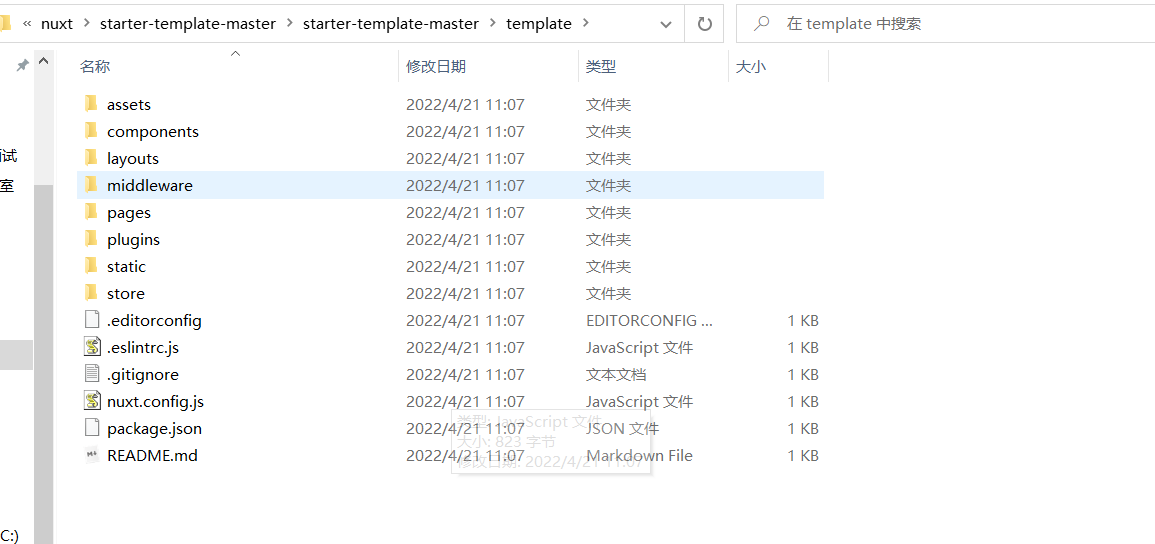 « nuxt › starter-template-master › starter-template-master › template › 在 template 中搜索
名称 修改日期 类型 大小
assets 2022/4/21 11:07 文件夹
components 2022/4/21 11:07 文件夹
layouts 2022/4/21 11:07 文件夹
试
middleware 2022/4/21 11:07 文件夹
室
pages 2022/4/21 11:07 文件夹
plugins 2022/4/21 11:07 文件夹
static 2022/4/21 11:07 文件夹
store 2022/4/21 11:07 文件夹
.editorconfig 2022/4/21 11:07 EDITORCONFIG ... 1 KB
.eslintrc.js 2022/4/21 11:07 JavaScript 文件 1 KB
.gitignore 2022/4/21 11:07 文本文档 1 KB
nuxt.config.js 2022/4/21 11:07 JavaScript 文件 1 KB
类型: JavaScript 文件
package.json 2022/4/21 11:07 JSON 文件 1 KB
大小: 823 字节
README.md 2022/4/21 11:07 Markdown File 1 KB
修改日期: 2022/4/21 11:07
C:)